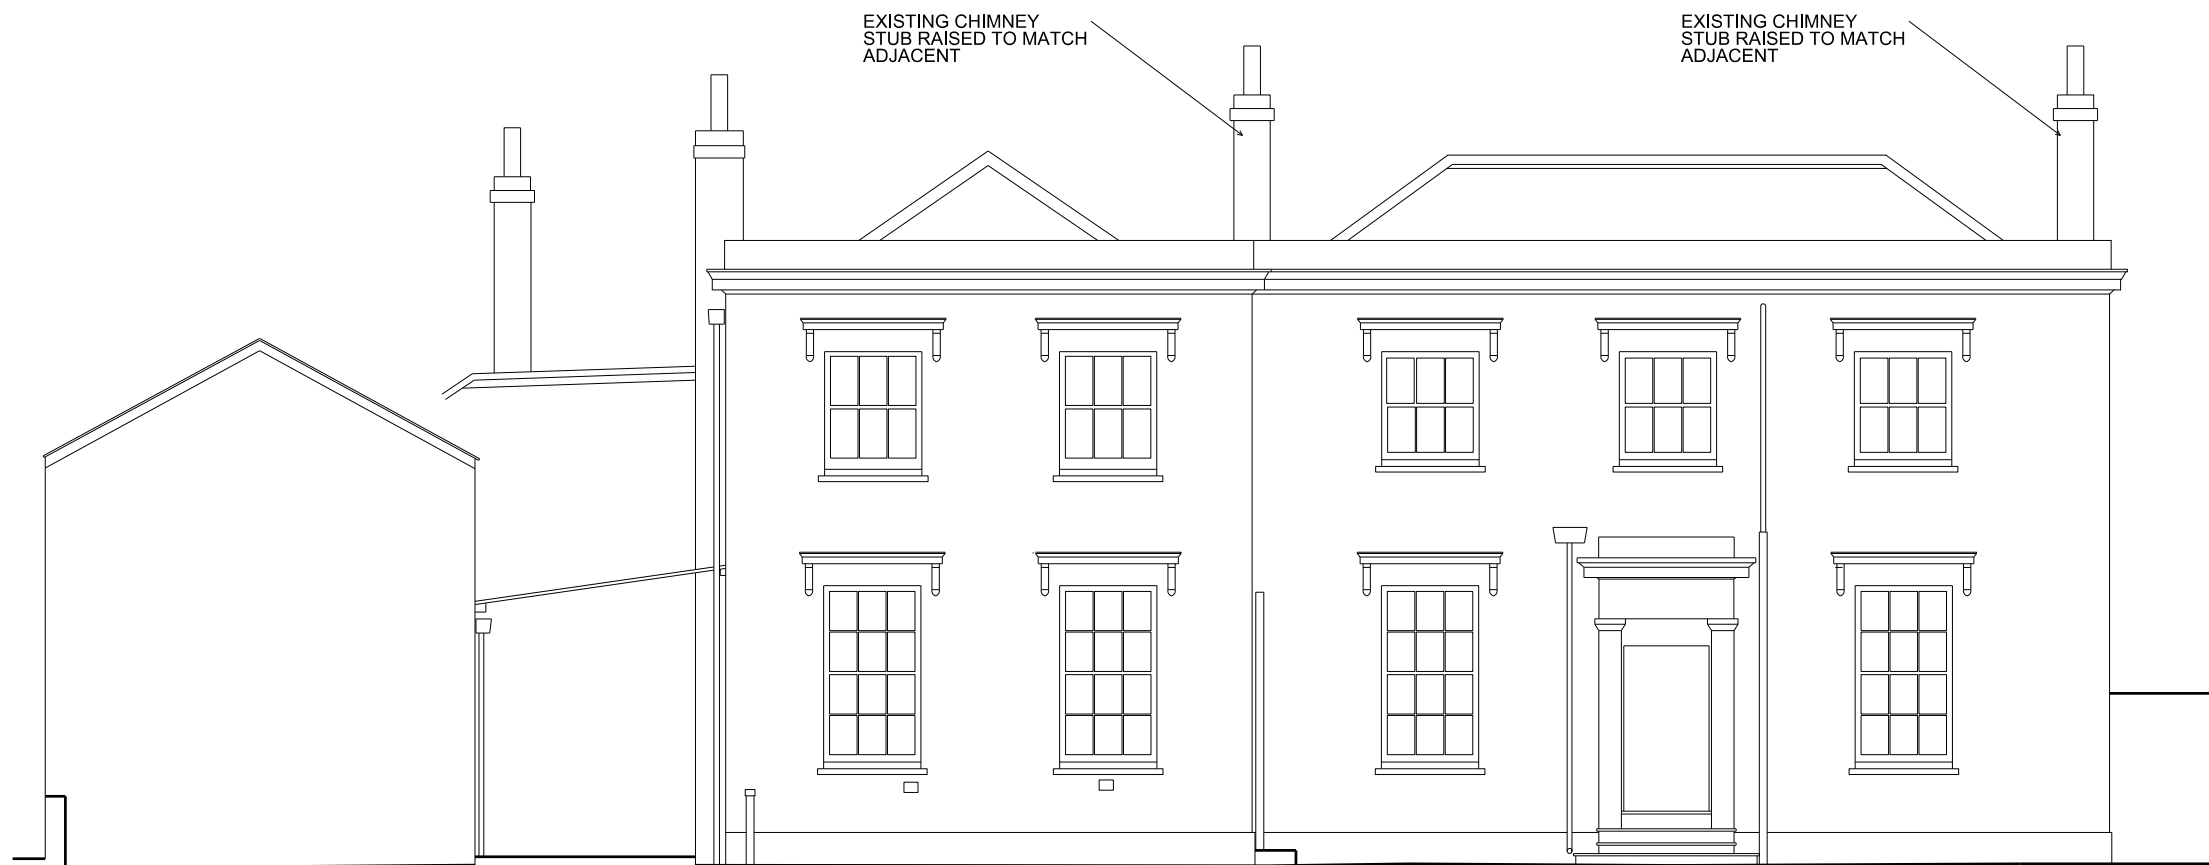 EXISTING CHIMNEY
STUB RAISED TO MATCH
ADJACENT
EXISTING CHIMNEY
STUB RAISED TO MATCH
ADJACENT